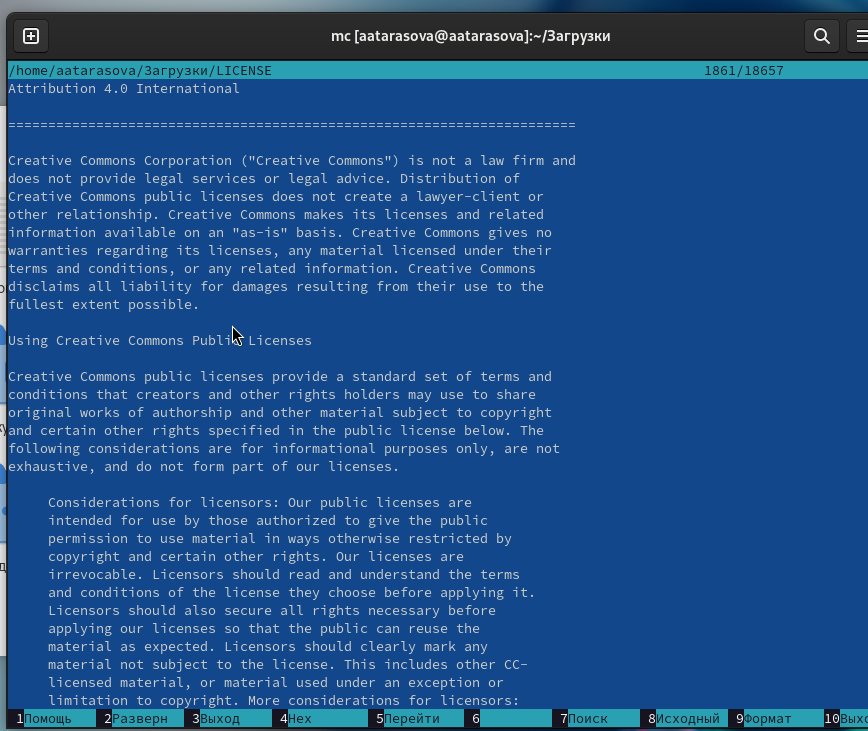 mc [aatarasova@aatarasova]:~/Загрузки
/home/aatarasova/Загрузки/LICENSE 1861/18657
Attribution 4.0 International
=======================================================================
Creative Commons Corporation ("Creative Commons") is not a law firm and
does not provide legal services or legal advice. Distribution of
Creative Commons public licenses does not create a lawyer-client or
other relationship. Creative Commons makes its licenses and related
information available on an "as-is" basis. Creative Commons gives no
warranties regarding its licenses, any material licensed under their
terms and conditions, or any related information. Creative Commons
disclaims all liability for damages resulting from their use to the
fullest extent possible.
Using Creative Commons Public Licenses
Creative Commons public licenses provide a standard set of terms and
conditions that creators and other rights holders may use to share
original works of authorship and other material subject to copyright
and certain other rights specified in the public license below. The
following considerations are for informational purposes only, are not
exhaustive, and do not form part of our licenses.
Considerations for licensors: Our public licenses are
intended for use by those authorized to give the public
permission to use material in ways otherwise restricted by
copyright and certain other rights. Our licenses are
irrevocable. Licensors should read and understand the terms
and conditions of the license they choose before applying it.
Licensors should also secure all rights necessary before
applying our licenses so that the public can reuse the
material as expected. Licensors should clearly mark any
material not subject to the license. This includes other CC-
licensed material, or material used under an exception or
limitation to copyright. More considerations for licensors:
1Помощь 2Разверн 3Выход 4Hex 5Перейти 6 7Поиск 8Исходный 9Формат 10Выхо